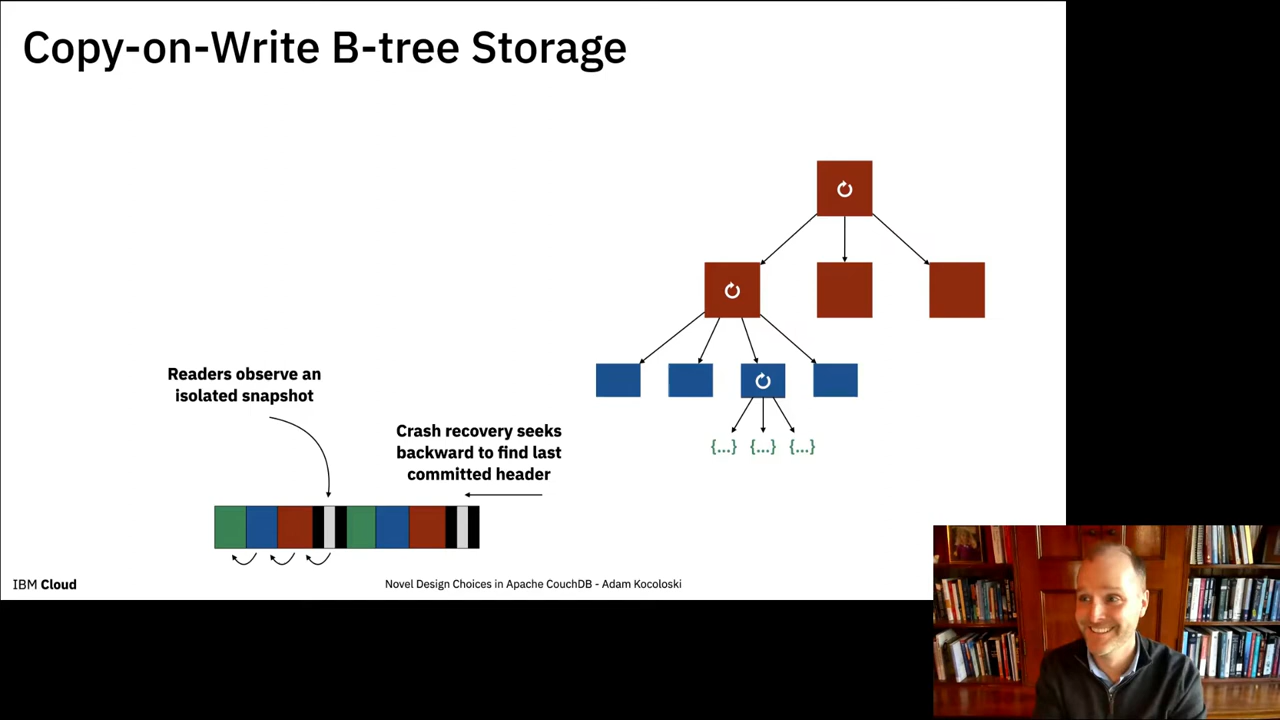 Copy-on-Write B-tree Storage
Readers observe an
isolated snapshot
Crash recovery seeks
backward to find last
committed header
{...} {...} {...}
IBM Cloud
Novel Design Choices in Apache CouchDB - Adam Kocoloski